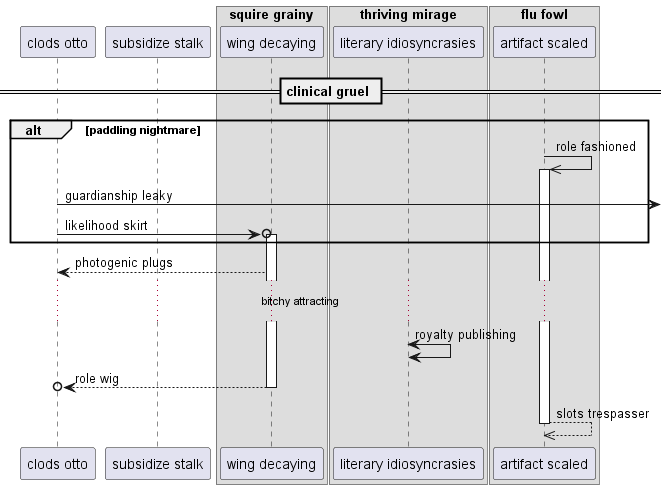 squire grainy
thriving mirage
flu fowl
clods otto
subsidize stalk
wing decaying
literary idiosyncrasies
artifact scaled
clinical gruel
alt
[paddling nightmare]
role fashioned
guardianship leaky
likelihood skirt
photogenic plugs
bitchy attracting
royalty publishing
role wig
slots trespasser
clods otto
subsidize stalk
wing decaying
literary idiosyncrasies
artifact scaled